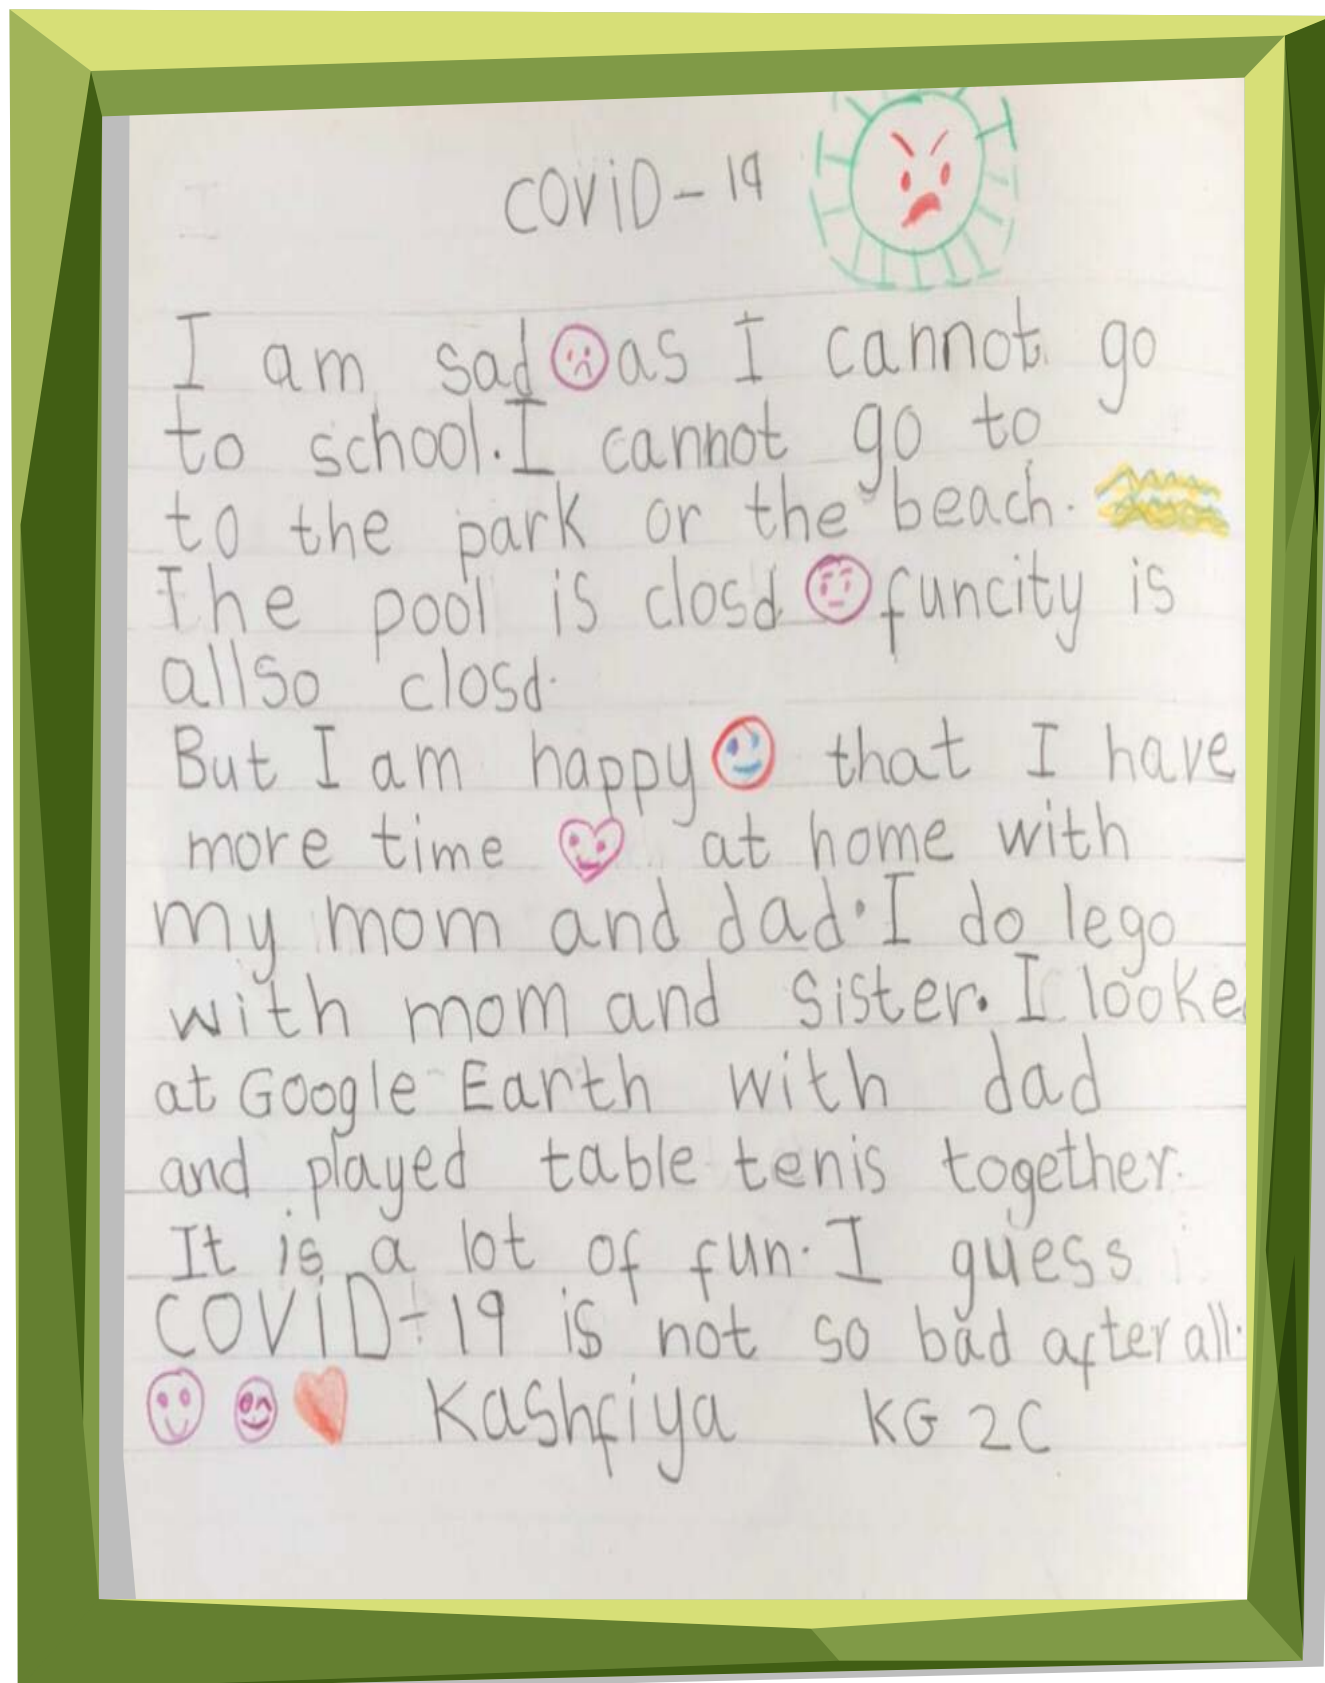 COViD-19
I am sad as I cannot go
to school. I cannot go to
to the park or the beach.
The pool is closd funcity is
allso closd.
But I am happy that I have
more time at home with
my mom and dad. I do lego
with mom and sister. I looke
at Google Earth with dad
and played table tenis together.
It is a lot of fun. I guess
COViD-19 is not so bad after all.
Kashfiya KG 2C